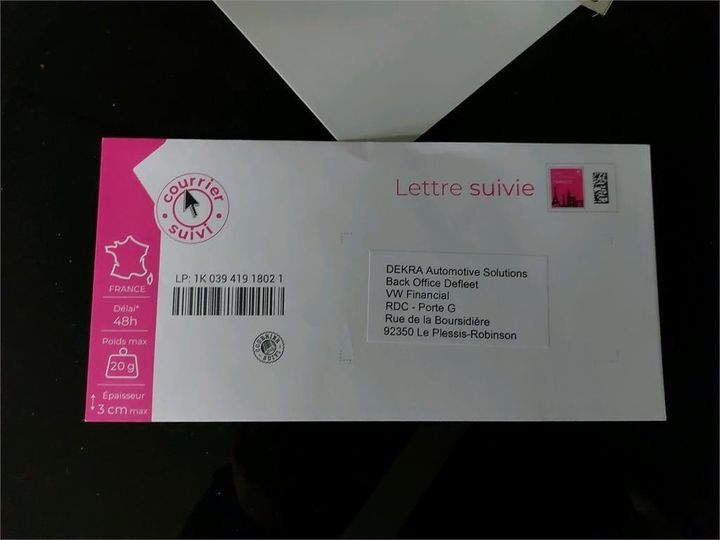 courrier
suivi
Lettre suivie
FRANCE
Délai*
48h
Poids max
20 g
Épaisseur
3 cm max
LP: 1K 039 419 1802 1
DEKRA Automotive Solutions
Back Office Defleet
VW Financial
RDC - Porte G
Rue de la Boursidière
92350 Le Plessis-Robinson